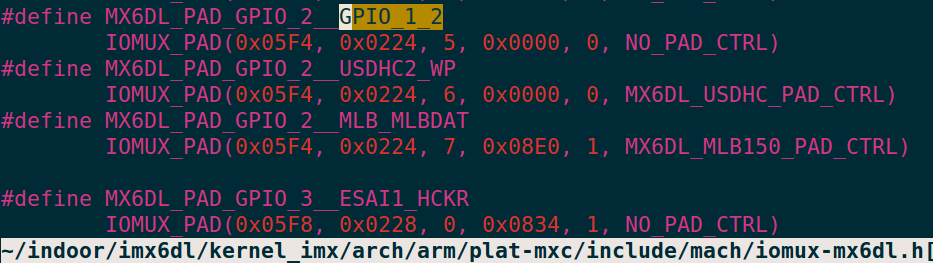 #define MX6DL_PAD_GPIO_2__GPIO_1_2
IOMUX_PAD(0x05F4, 0x0224, 5, 0x0000, 0, NO_PAD_CTRL)
#define MX6DL_PAD_GPIO_2__USDHC2_WP
IOMUX_PAD(0x05F4, 0x0224, 6, 0x0000, 0, MX6DL_USDHC_PAD_CTRL)
#define MX6DL_PAD_GPIO_2__MLB_MLBDAT
IOMUX_PAD(0x05F4, 0x0224, 7, 0x08E0, 1, MX6DL_MLB150_PAD_CTRL)
#define MX6DL_PAD_GPIO_3__ESAI1_HCKR
IOMUX_PAD(0x05F8, 0x0228, 0, 0x0834, 1, NO_PAD_CTRL)
~/indoor/imx6dl/kernel_imx/arch/arm/plat-mxc/include/mach/iomux-mx6dl.h[